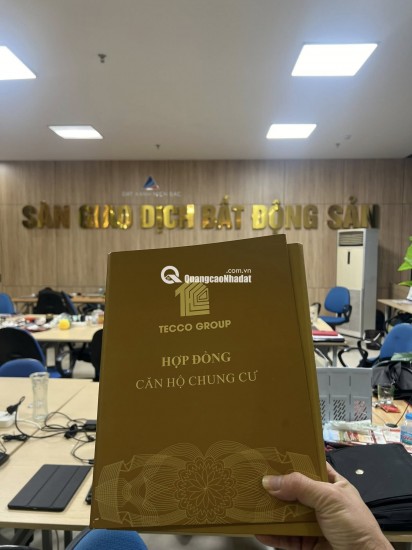 SÀN GIAO DỊCH BẤT ĐỘNG SẢN
.com.vn
QuangcaoNhadat
TECCO GROUP
HỢP ĐỒNG
CĂN HỘ CHUNG CƯ